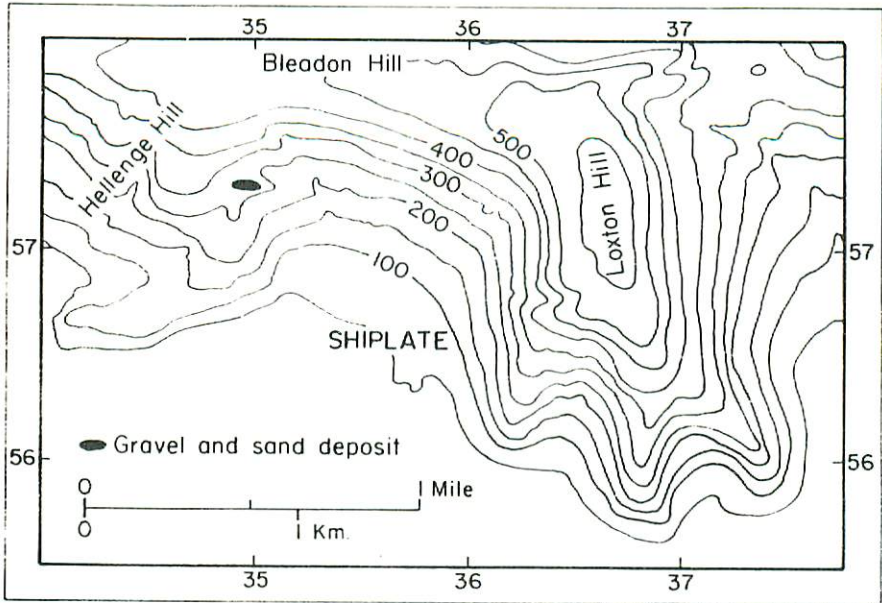 35 36 37
Bleadon Hill
Hellenge Hill
500
400
300
Loxton Hill
200
57 57
100
SHIPLATE
Gravel and sand deposit
56 56
0 1 Mile
0 1 Km.
35 36 37